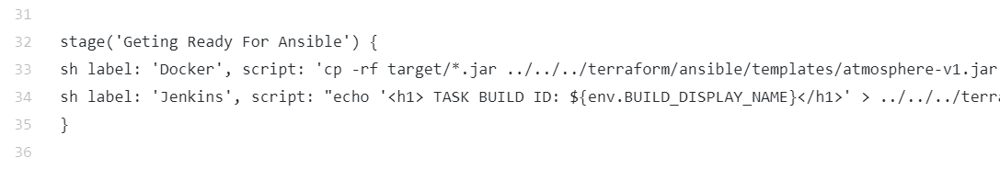 31
32 stage('Geting Ready For Ansible') {
33 sh label: 'Docker', script: 'cp -rf target/*.jar ../../../terraform/ansible/templates/atmosphere-v1.jar
34 sh label: 'Jenkins', script: "echo '<h1> TASK BUILD ID: ${env.BUILD_DISPLAY_NAME}</h1>' > ../../../terra
35 }
36